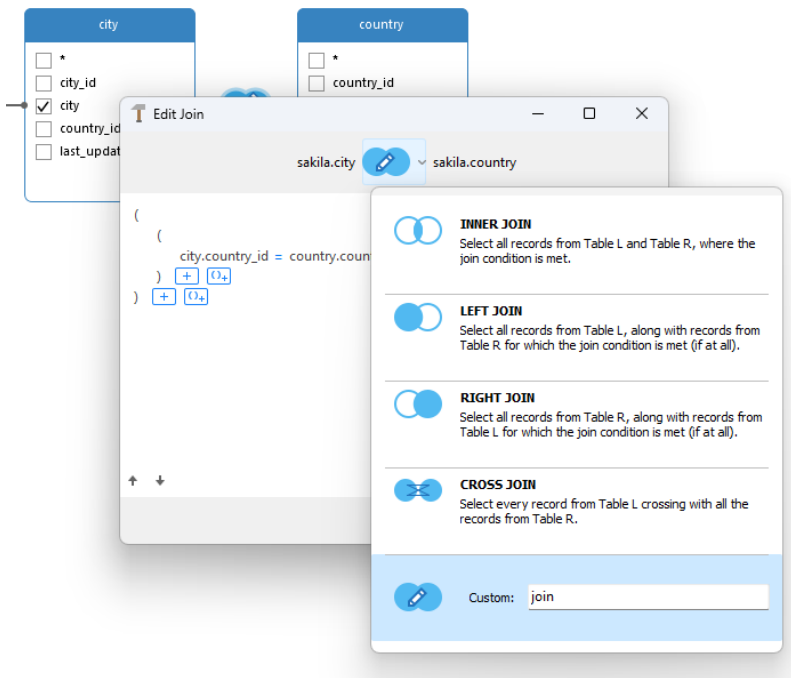 city
country
*
city_id
city
country_id
last_updat
*
country_id
Edit Join
sakila.city
sakila.country
(
(
city.country_id = country.coun
) + ()+
) + ()+
INNER JOIN
Select all records from Table L and Table R, where the
join condition is met.
LEFT JOIN
Select all records from Table L, along with records from
Table R for which the join condition is met (if at all).
RIGHT JOIN
Select all records from Table R, along with records from
Table L for which the join condition is met (if at all).
CROSS JOIN
Select every record from Table L crossing with all the
records from Table R.
Custom: join